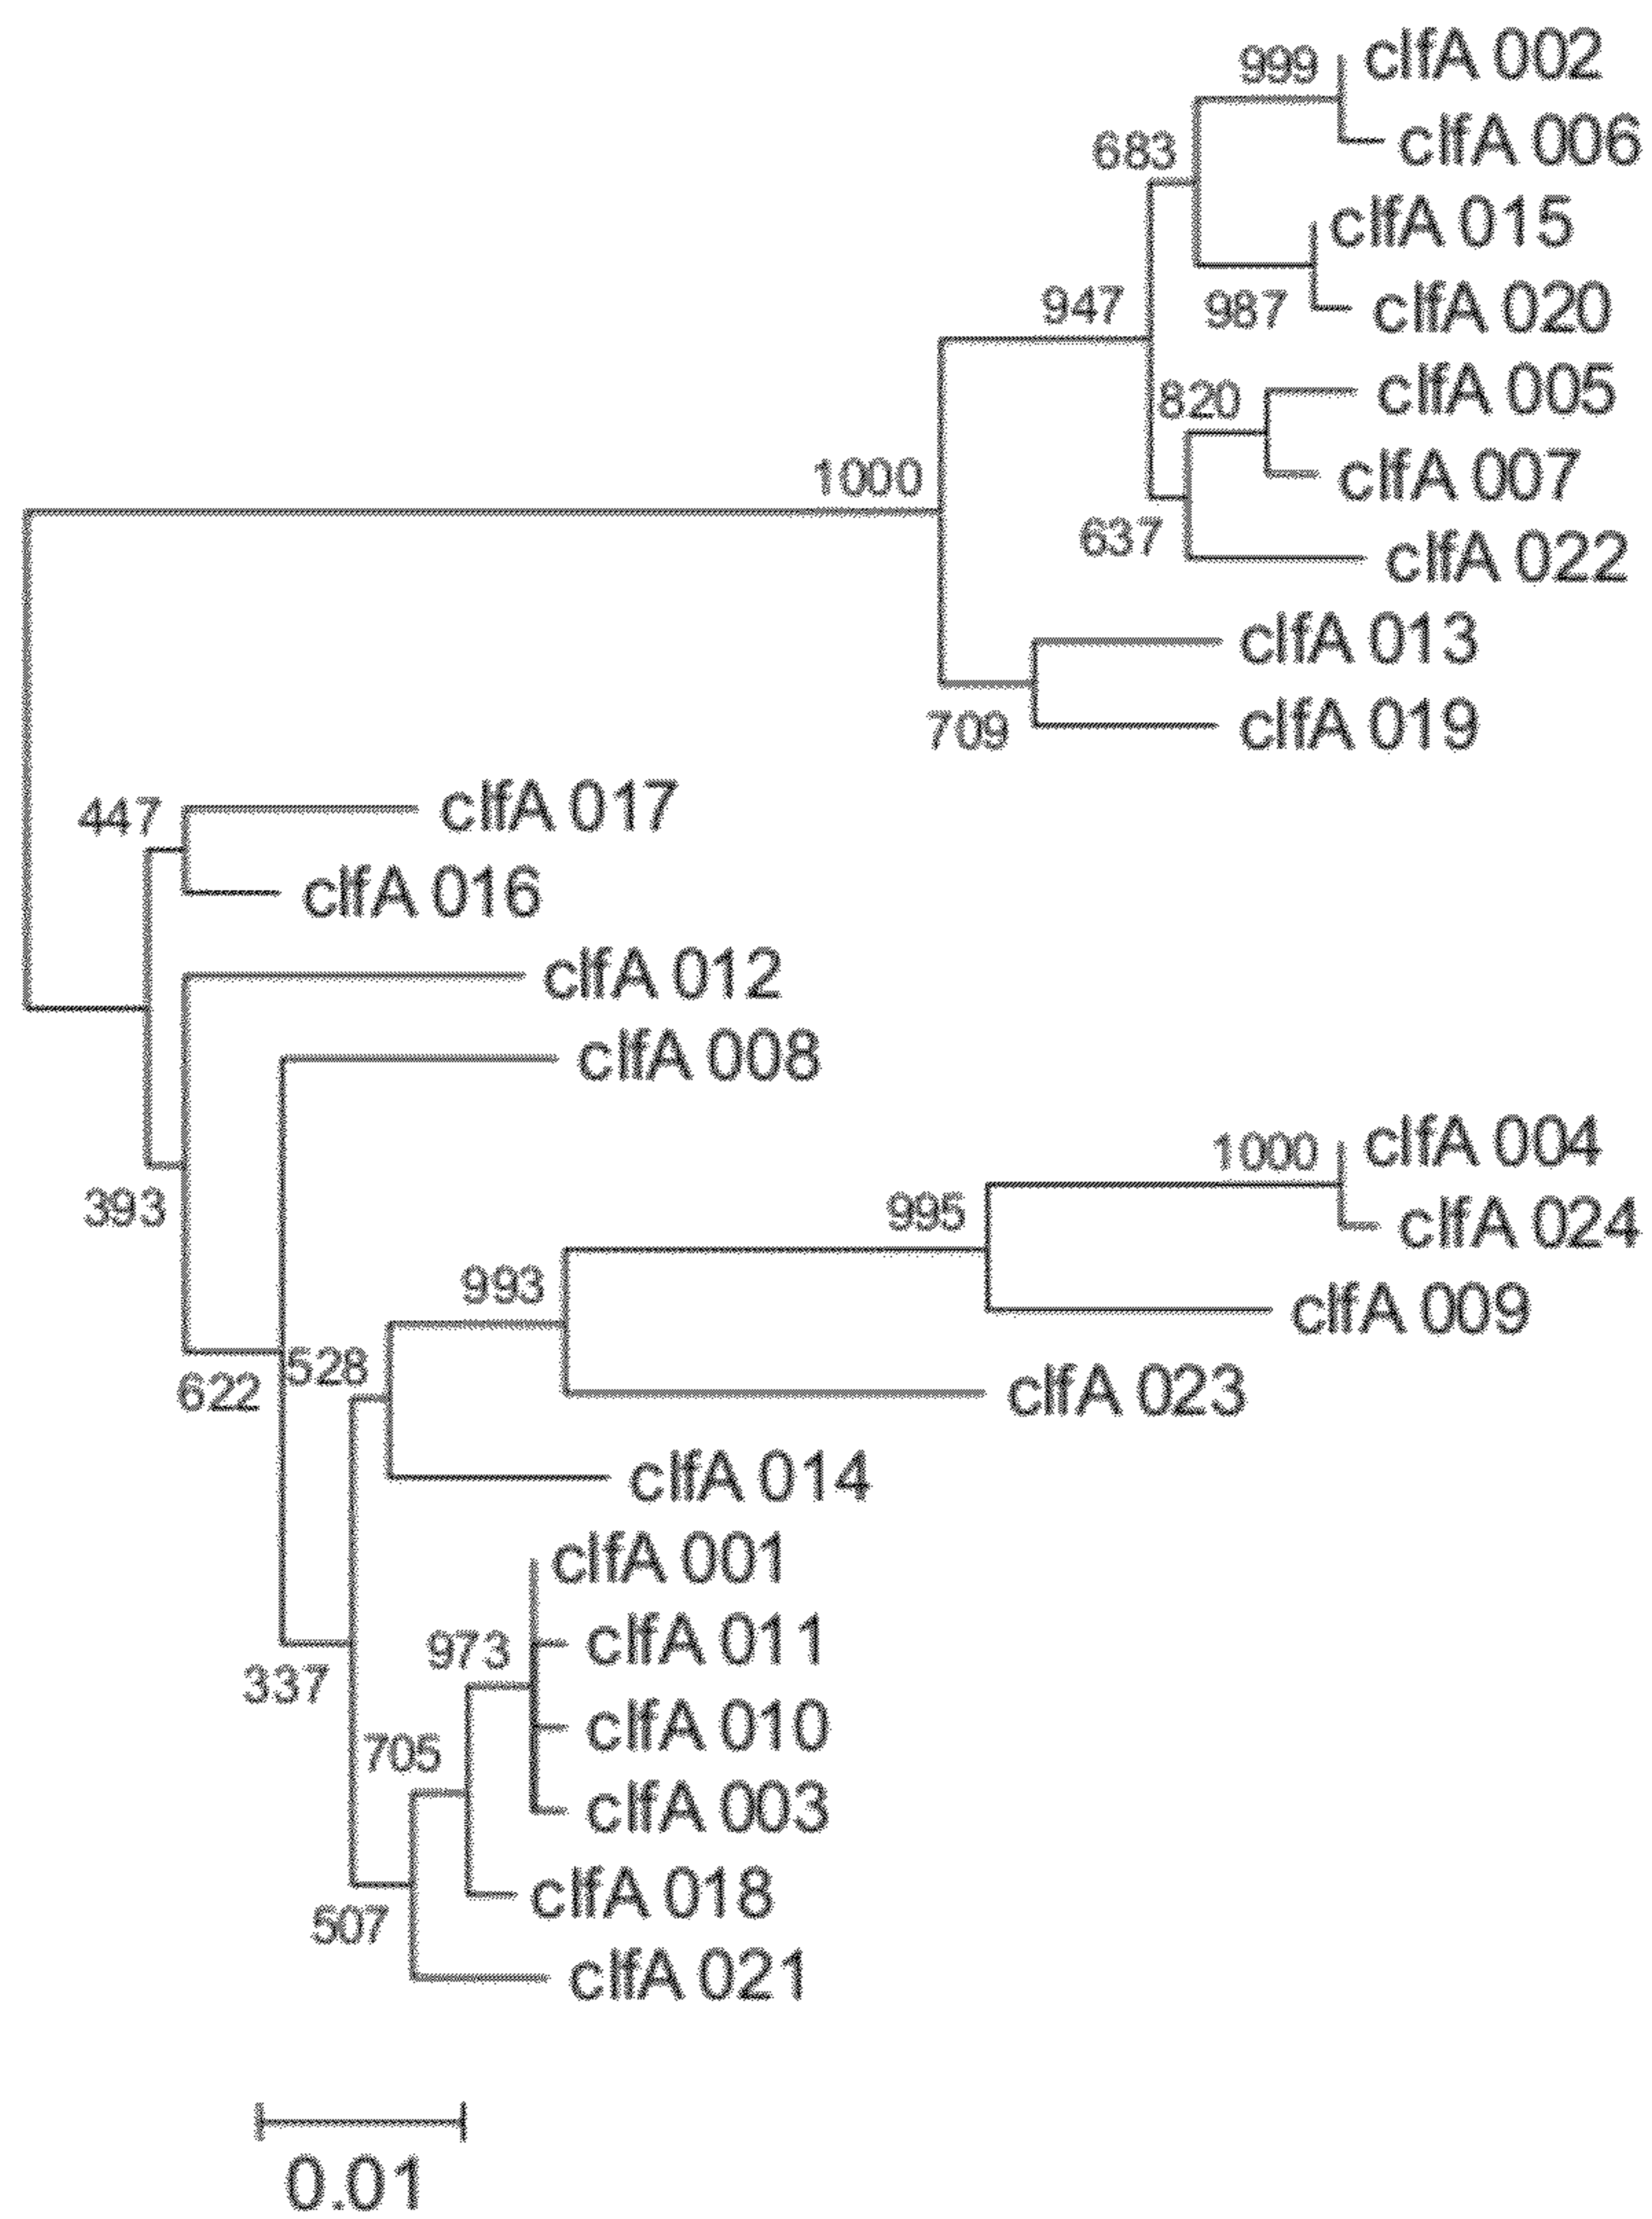 999 clfA 002
683 clfA 006
clfA 015
947 987 clfA 020
820 clfA 005
1000 clfA 007
637 clfA 022
clfA 013
709 clfA 019
447 clfA 017
clfA 016
clfA 012
clfA 008
1000 clfA 004
393 995 clfA 024
993 clfA 009
622 528 clfA 023
clfA 014
clfA 001
973 clfA 011
337
705 clfA 010
clfA 003
clfA 018
507
clfA 021
0.01